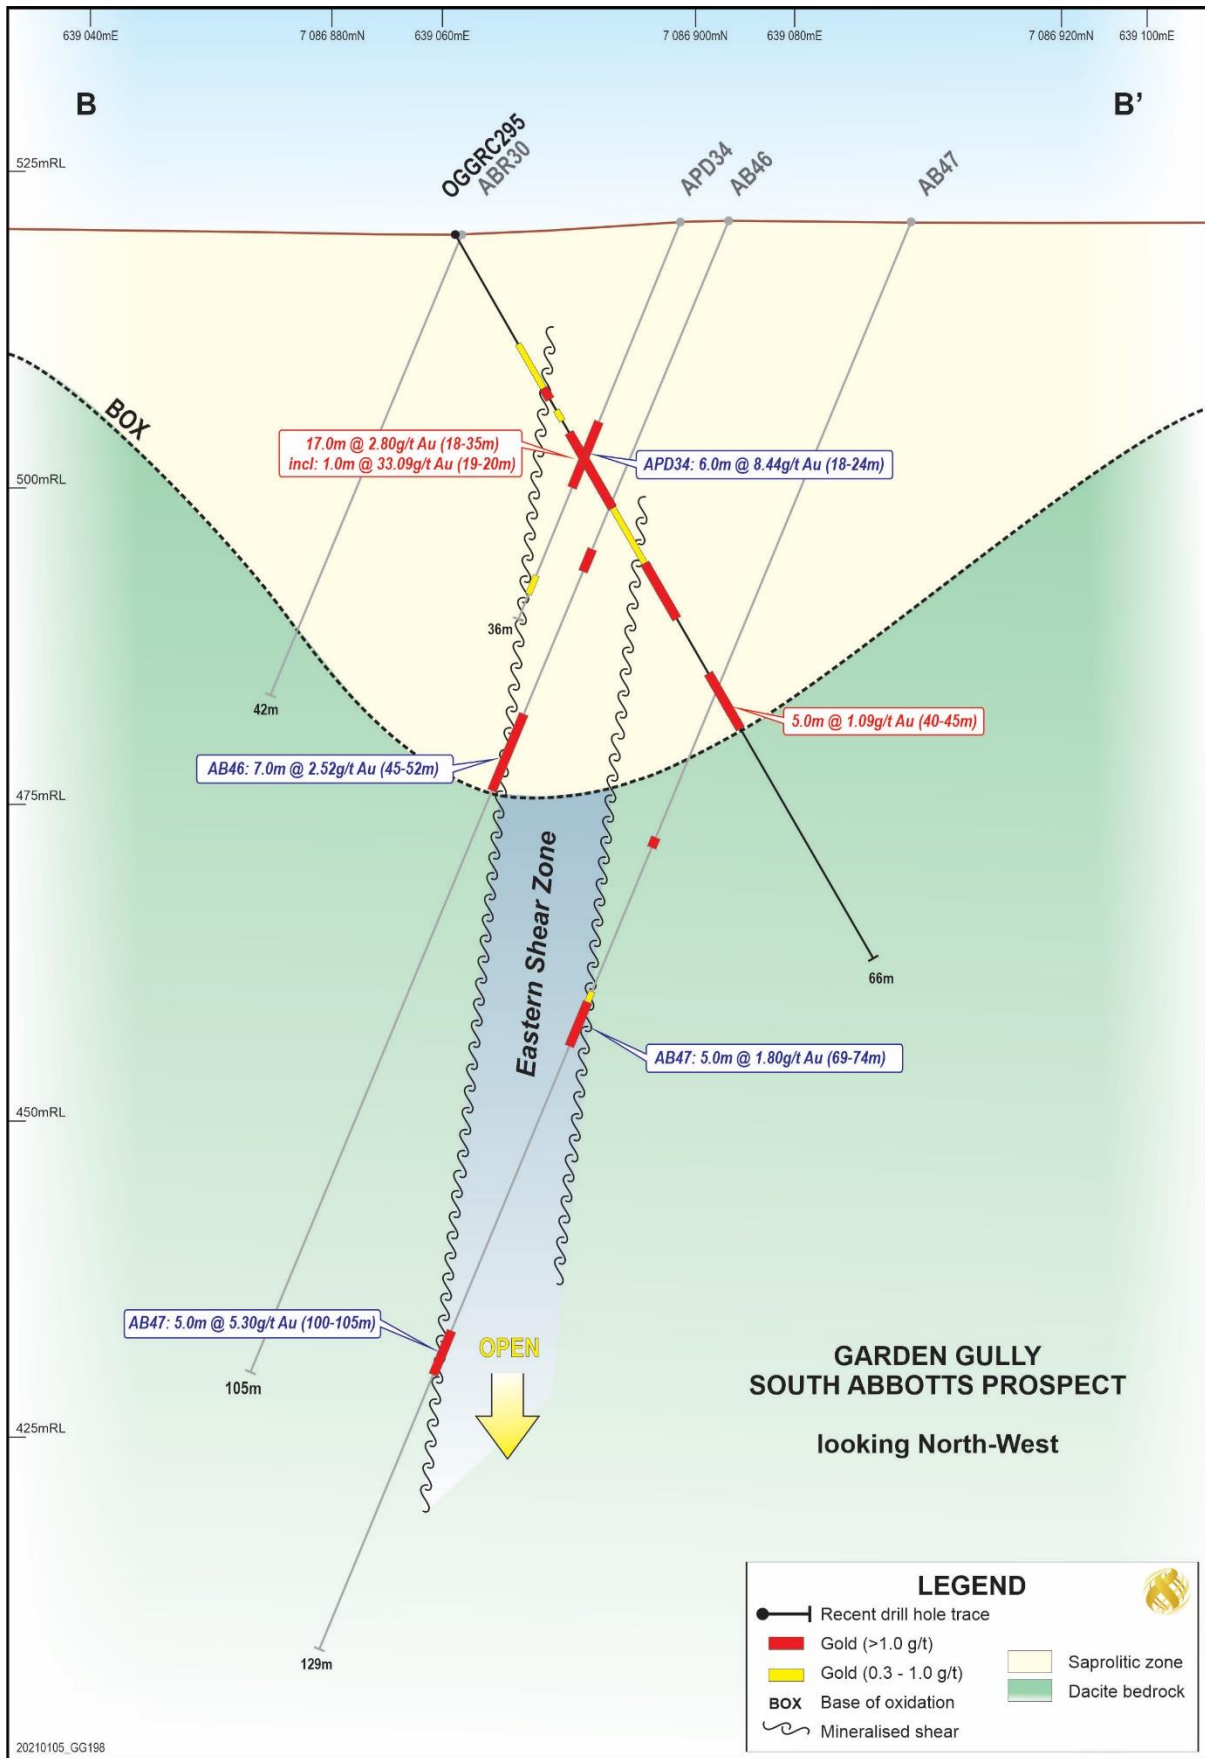 639 040mE
7 086 880mN
639 060mE
7 086 900mN
639 080mE
7 086 920mN
639 100mE
B
B'
525mRL
OGGRC295
ABR30
APD34
AB46
AB47
BOX
17.0m @ 2.80g/t Au (18-35m)
incl: 1.0m @ 33.09g/t Au (19-20m)
APD34: 6.0m @ 8.44g/t Au (18-24m)
500mRL
36m
42m
5.0m @ 1.09g/t Au (40-45m)
AB46: 7.0m @ 2.52g/t Au (45-52m)
475mRL
Eastern Shear Zone
66m
AB47: 5.0m @ 1.80g/t Au (69-74m)
450mRL
AB47: 5.0m @ 5.30g/t Au (100-105m)
OPEN
105m
425mRL
GARDEN GULLY
SOUTH ABBOTTS PROSPECT
looking North-West
129m
LEGEND
Recent drill hole trace
Gold (>1.0 g/t)
Gold (0.3 - 1.0 g/t)
BOX Base of oxidation
Mineralised shear
Saprolitic zone
Dacite bedrock
20210105_GG198